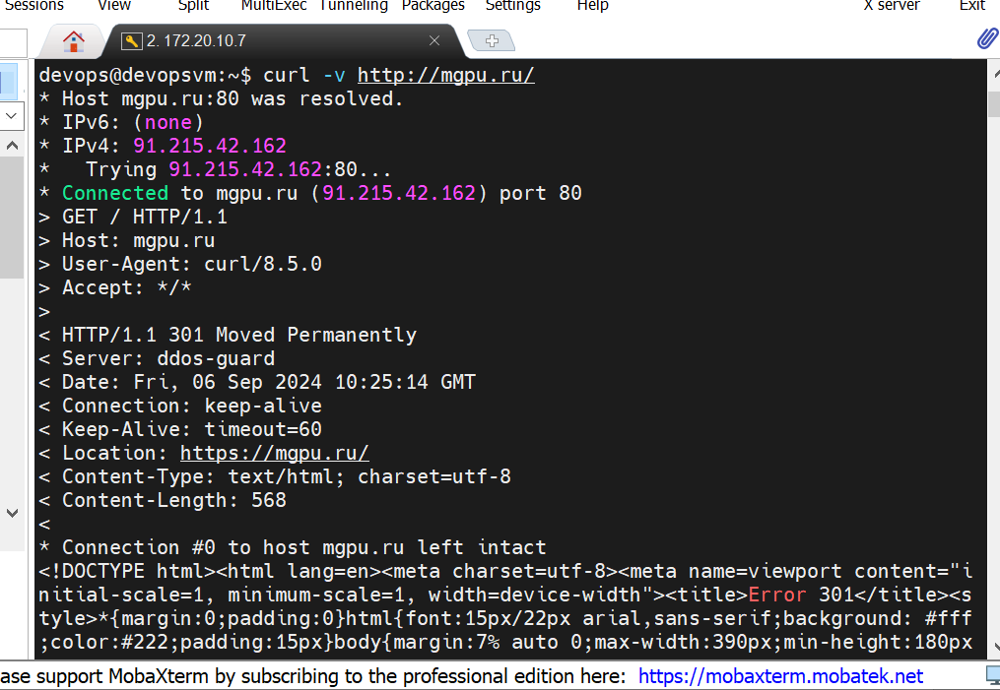 Sessions View Split MultiExec Tunneling Packages Settings Help X server Exit
2. 172.20.10.7
devops@devopsvm:~$ curl -v http://mgpu.ru/
* Host mgpu.ru:80 was resolved.
* IPv6: (none)
* IPv4: 91.215.42.162
*   Trying 91.215.42.162:80...
* Connected to mgpu.ru (91.215.42.162) port 80
> GET / HTTP/1.1
> Host: mgpu.ru
> User-Agent: curl/8.5.0
> Accept: */*
>
< HTTP/1.1 301 Moved Permanently
< Server: ddos-guard
< Date: Fri, 06 Sep 2024 10:25:14 GMT
< Connection: keep-alive
< Keep-Alive: timeout=60
< Location: https://mgpu.ru/
< Content-Type: text/html; charset=utf-8
< Content-Length: 568
<
* Connection #0 to host mgpu.ru left intact
<!DOCTYPE html><html lang=en><meta charset=utf-8><meta name=viewport content="i
nitial-scale=1, minimum-scale=1, width=device-width"><title>Error 301</title><s
tyle>*{margin:0;padding:0}html{font:15px/22px arial,sans-serif;background: #fff
;color:#222;padding:15px}body{margin:7% auto 0;max-width:390px;min-height:180px
ase support MobaXterm by subscribing to the professional edition here: https://mobaxterm.mobatek.net